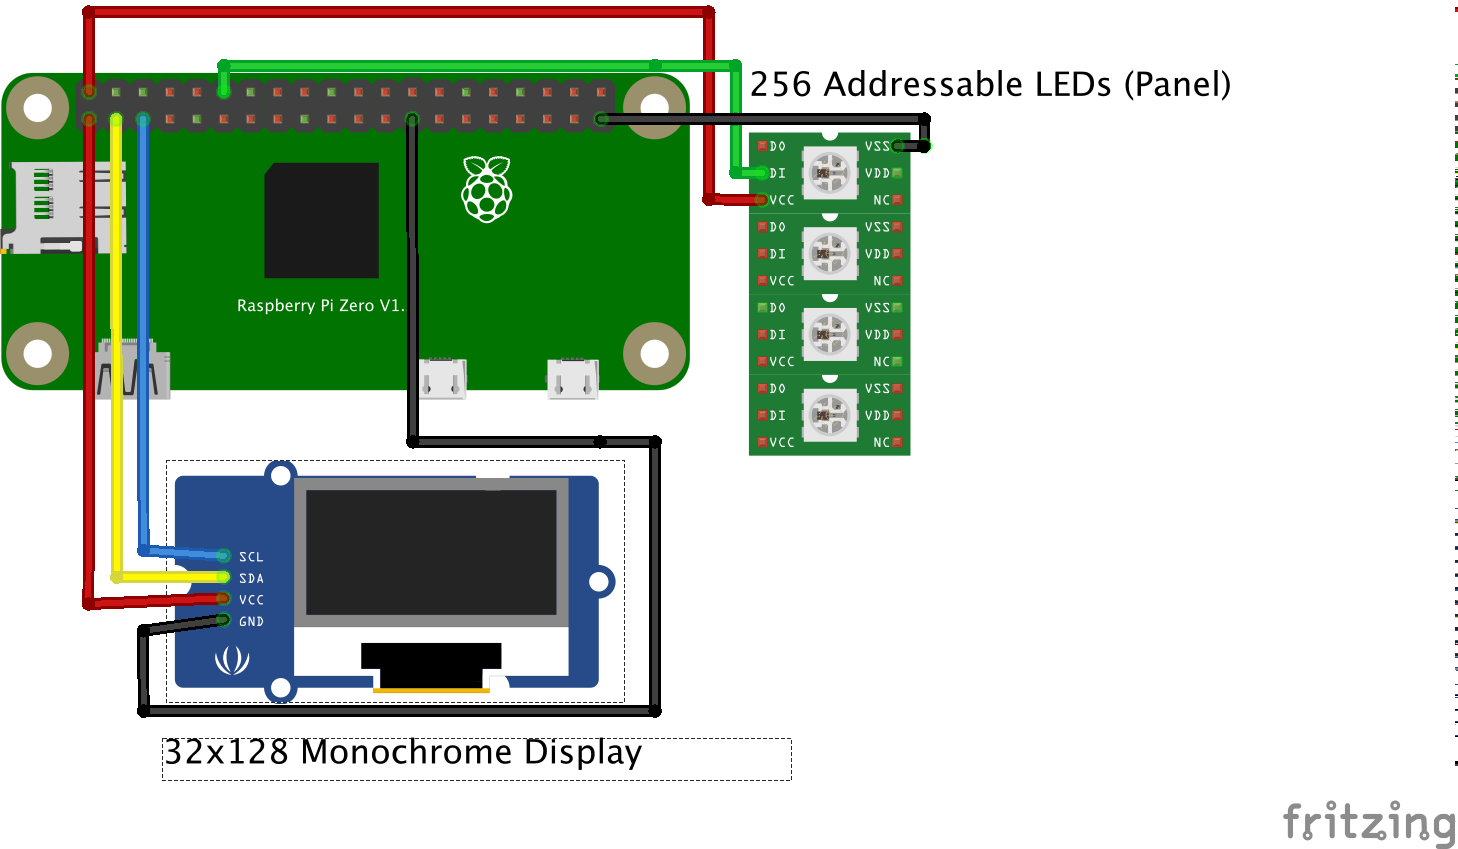 256 Addressable LEDs (Panel)
DO VSS
DI VDD
VCC NC
DO VSS
DI VDD
VCC NC
DO VSS
DI VDD
VCC NC
DO VSS
DI VDD
VCC NC
Raspberry Pi Zero V1.
SCL
SDA
VCC
GND
32x128 Monochrome Display
fritzing